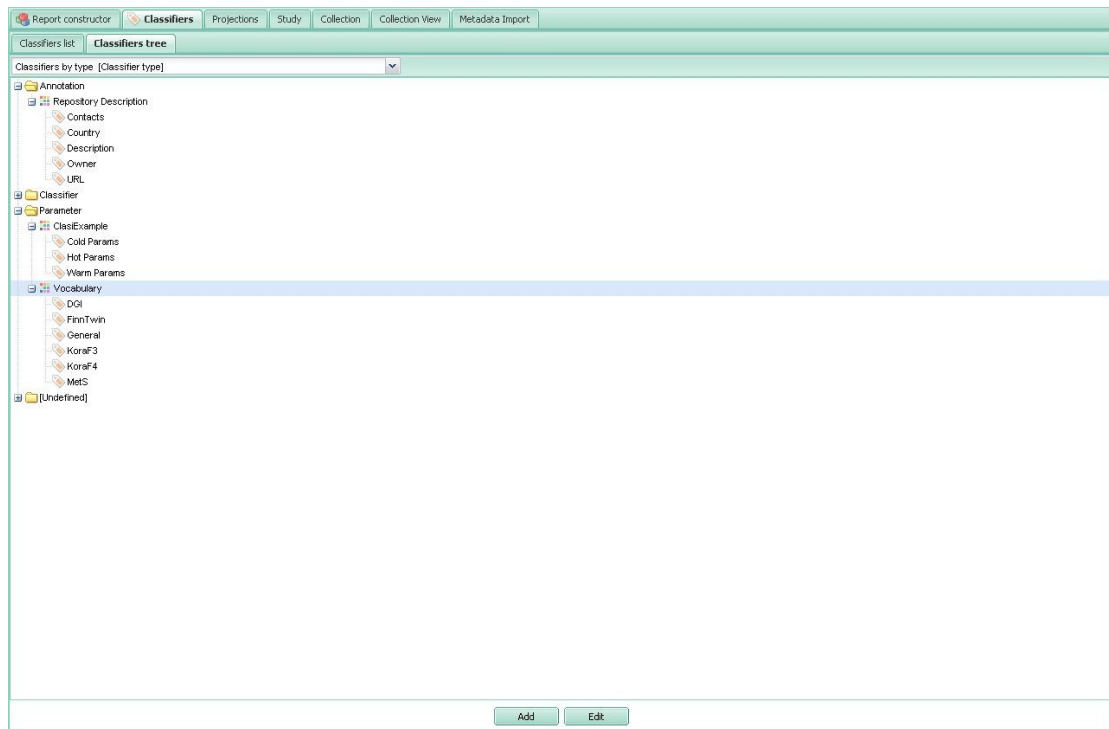 Report constructor Classifiers Projections Study Collection Collection View Metadata Import
Classifiers list Classifiers tree
Classifiers by type [Classifier type]
Annotation
Repository Description
Contacts
Country
Description
Owner
URL
Classifier
Parameter
ClasiExample
Cold Params
Hot Params
Warm Params
Vocabulary
DGI
FinnTwin
General
KoraF3
KoraF4
MetS
[Undefined]
Add Edit